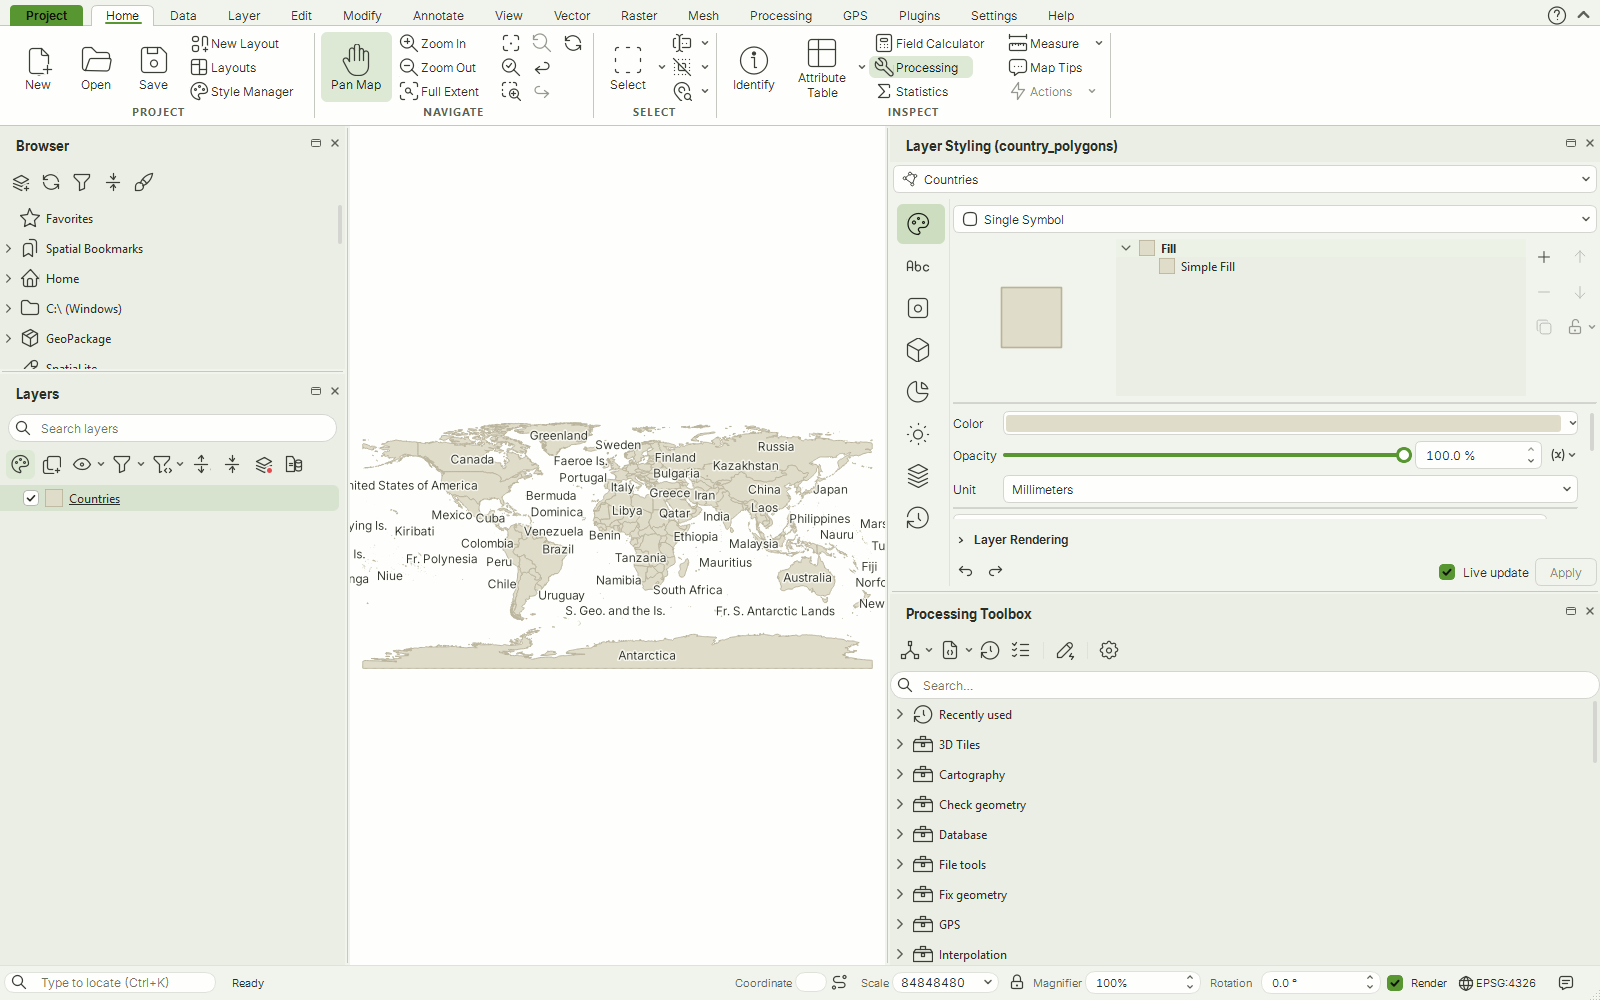 Project Home Data Layer Edit Modify Annotate View Vector Raster Mesh Processing GPS Plugins Settings Help
New Open Save New Layout Layouts Style Manager
PROJECT
Pan Map Zoom In Zoom Out Full Extent
NAVIGATE
Select
SELECT
Identify Attribute Table Field Calculator Processing Statistics Measure Map Tips Actions
INSPECT
Browser
Favorites
Spatial Bookmarks
Home
C:\ (Windows)
GeoPackage
SpatiaLite
Layers
Search layers
Countries
Greenland
Sweden
Russia
Canada
Faeroe Is.
Finland
Kazakhstan
Portugal
Bulgaria
nited States of America
Italy
Greece
Iran
China
Japan
Bermuda
Mexico
Cuba
Dominica
Libya
Qatar
India
Laos
Philippines
Mars
ying Is.
Kiribati
Venezuela
Benin
Ethiopia
Nauru
Colombia
Brazil
Malaysia
Tu
Is.
Fr. Polynesia
Peru
Tanzania
Mauritius
Fiji
nga
Niue
Chile
Namibia
South Africa
Australia
Norfo
Uruguay
New
S. Geo. and the Is.
Fr. S. Antarctic Lands
Antarctica
Layer Styling (country_polygons)
Countries
Single Symbol
Abc
Fill
Simple Fill
Color
Opacity 100.0 %
Unit Millimeters
Layer Rendering
Live update Apply
Processing Toolbox
Search...
Recently used
3D Tiles
Cartography
Check geometry
Database
File tools
Fix geometry
GPS
Interpolation
Type to locate (Ctrl+K) Ready Coordinate Scale 84848480 Magnifier 100% Rotation 0.0 ° Render EPSG:4326